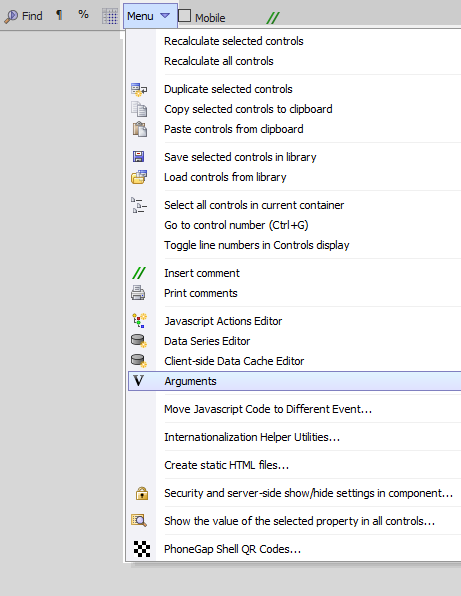 Find ¶ % Menu Mobile //
Recalculate selected controls
Recalculate all controls
Duplicate selected controls
Copy selected controls to clipboard
Paste controls from clipboard
Save selected controls in library
Load controls from library
Select all controls in current container
Go to control number (Ctrl+G)
Toggle line numbers in Controls display
// Insert comment
Print comments
Javascript Actions Editor
Data Series Editor
Client-side Data Cache Editor
V Arguments
Move Javascript Code to Different Event...
Internationalization Helper Utilities...
Create static HTML files...
Security and server-side show/hide settings in component...
Show the value of the selected property in all controls...
PhoneGap Shell QR Codes...